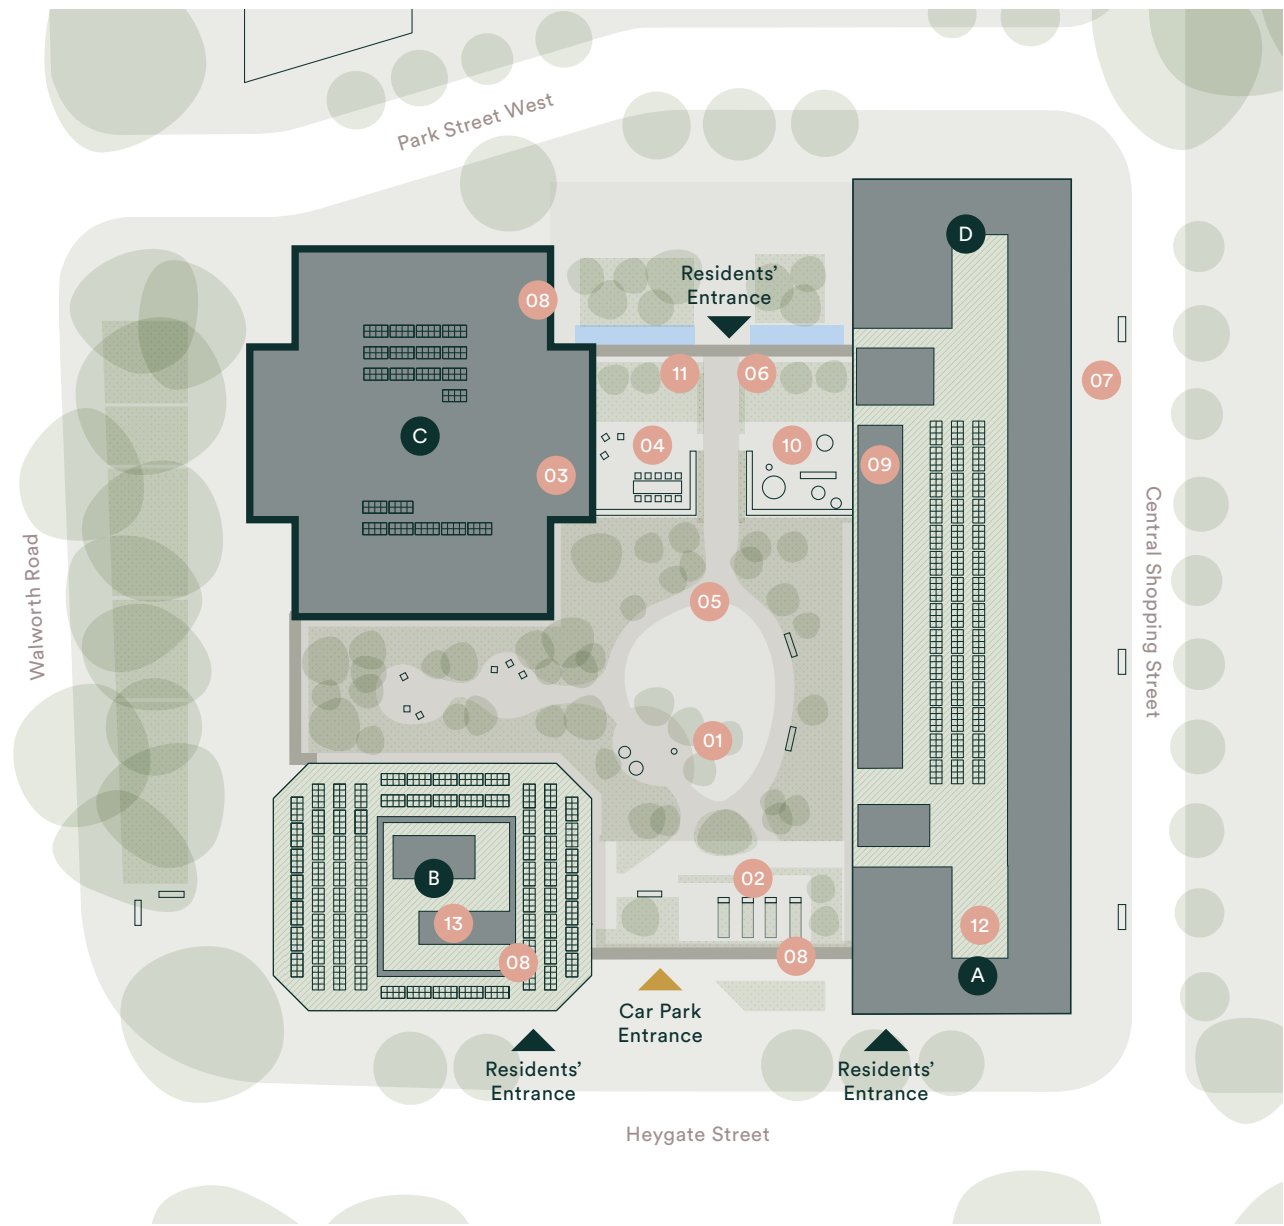 Park Street West
D
Residents'
Entrance
08
11
06
07
C
04
10
09
03
Walworth Road
Central Shopping Street
05
01
B
02
13
12
08
08
A
Car Park
Entrance
Residents'
Entrance
Residents'
Entrance
Heygate Street